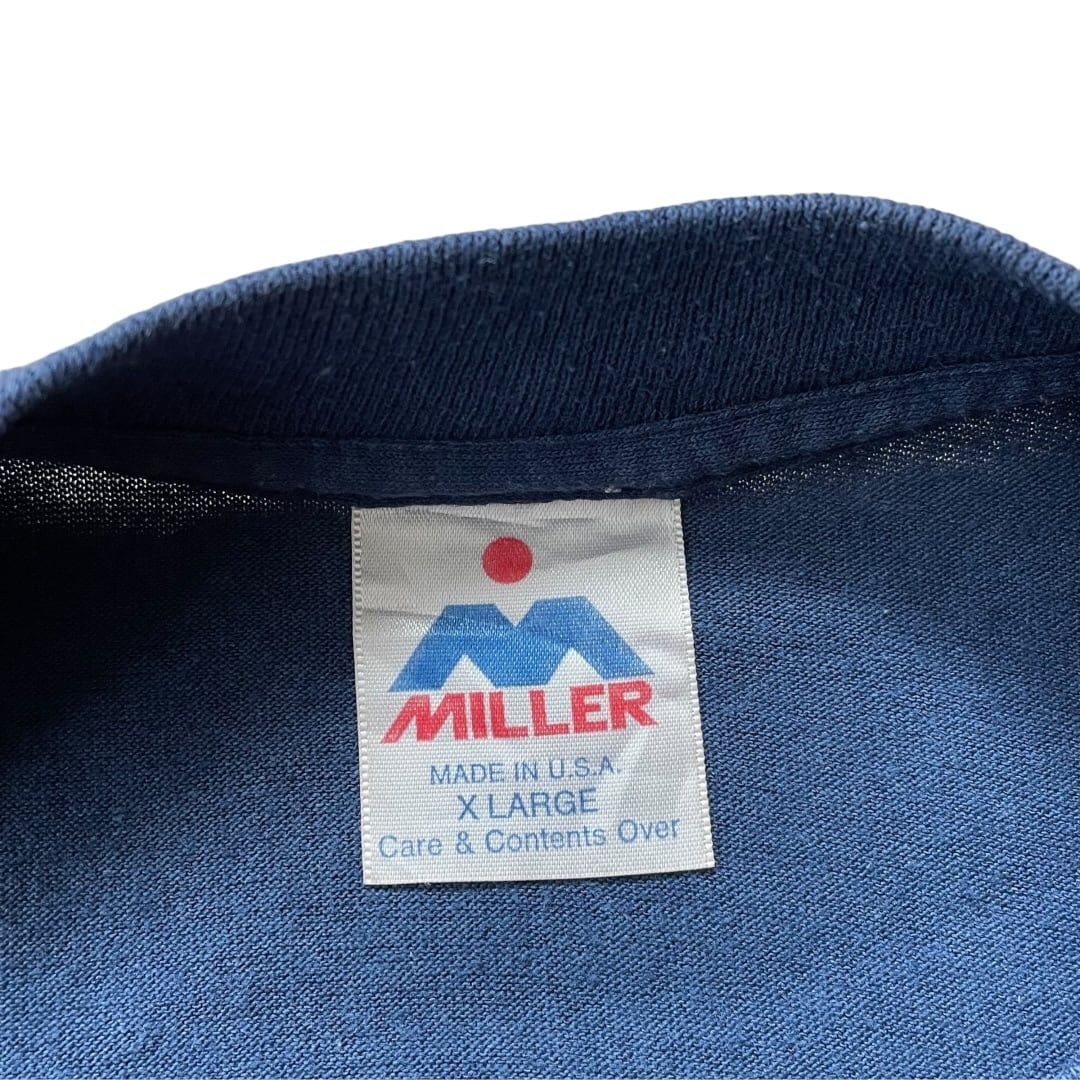 MILLER
MADE IN U.S.A.
X LARGE
Care & Contents Over